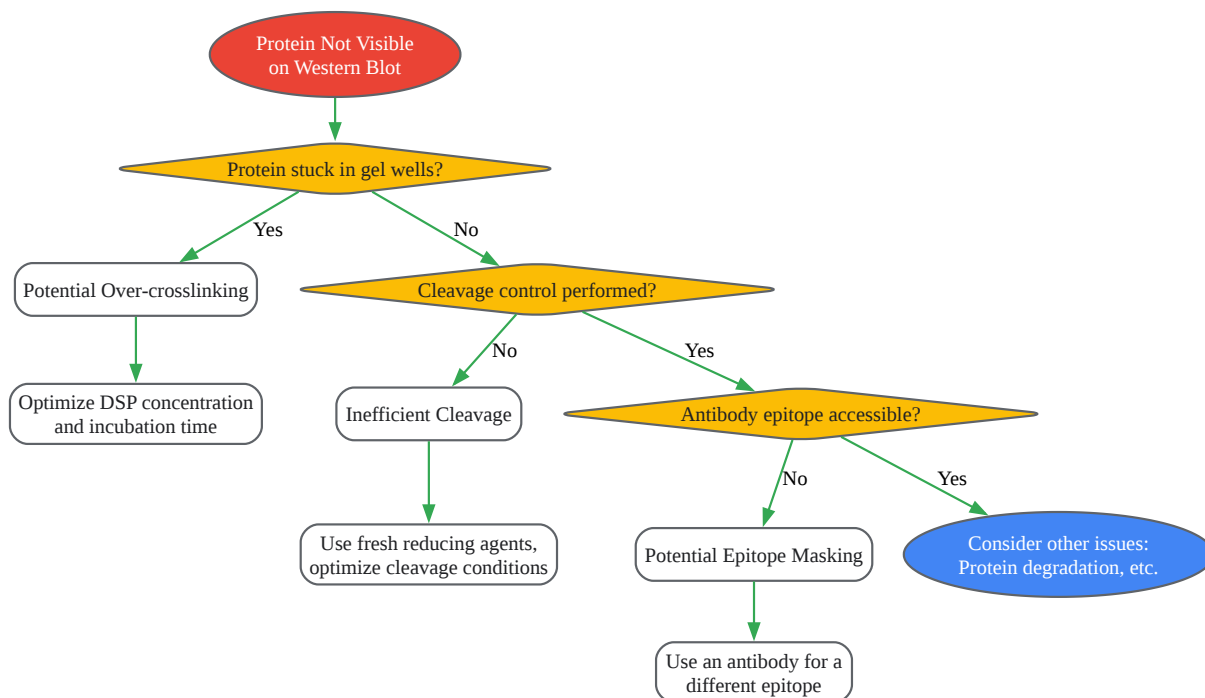 Protein Not Visible
on Western Blot
Protein stuck in gel wells?
Yes
No
Potential Over-crosslinking
Cleavage control performed?
No
Yes
Optimize DSP concentration
and incubation time
Inefficient Cleavage
Antibody epitope accessible?
No
Yes
Use fresh reducing agents,
optimize cleavage conditions
Potential Epitope Masking
Consider other issues:
Protein degradation, etc.
Use an antibody for a
different epitope